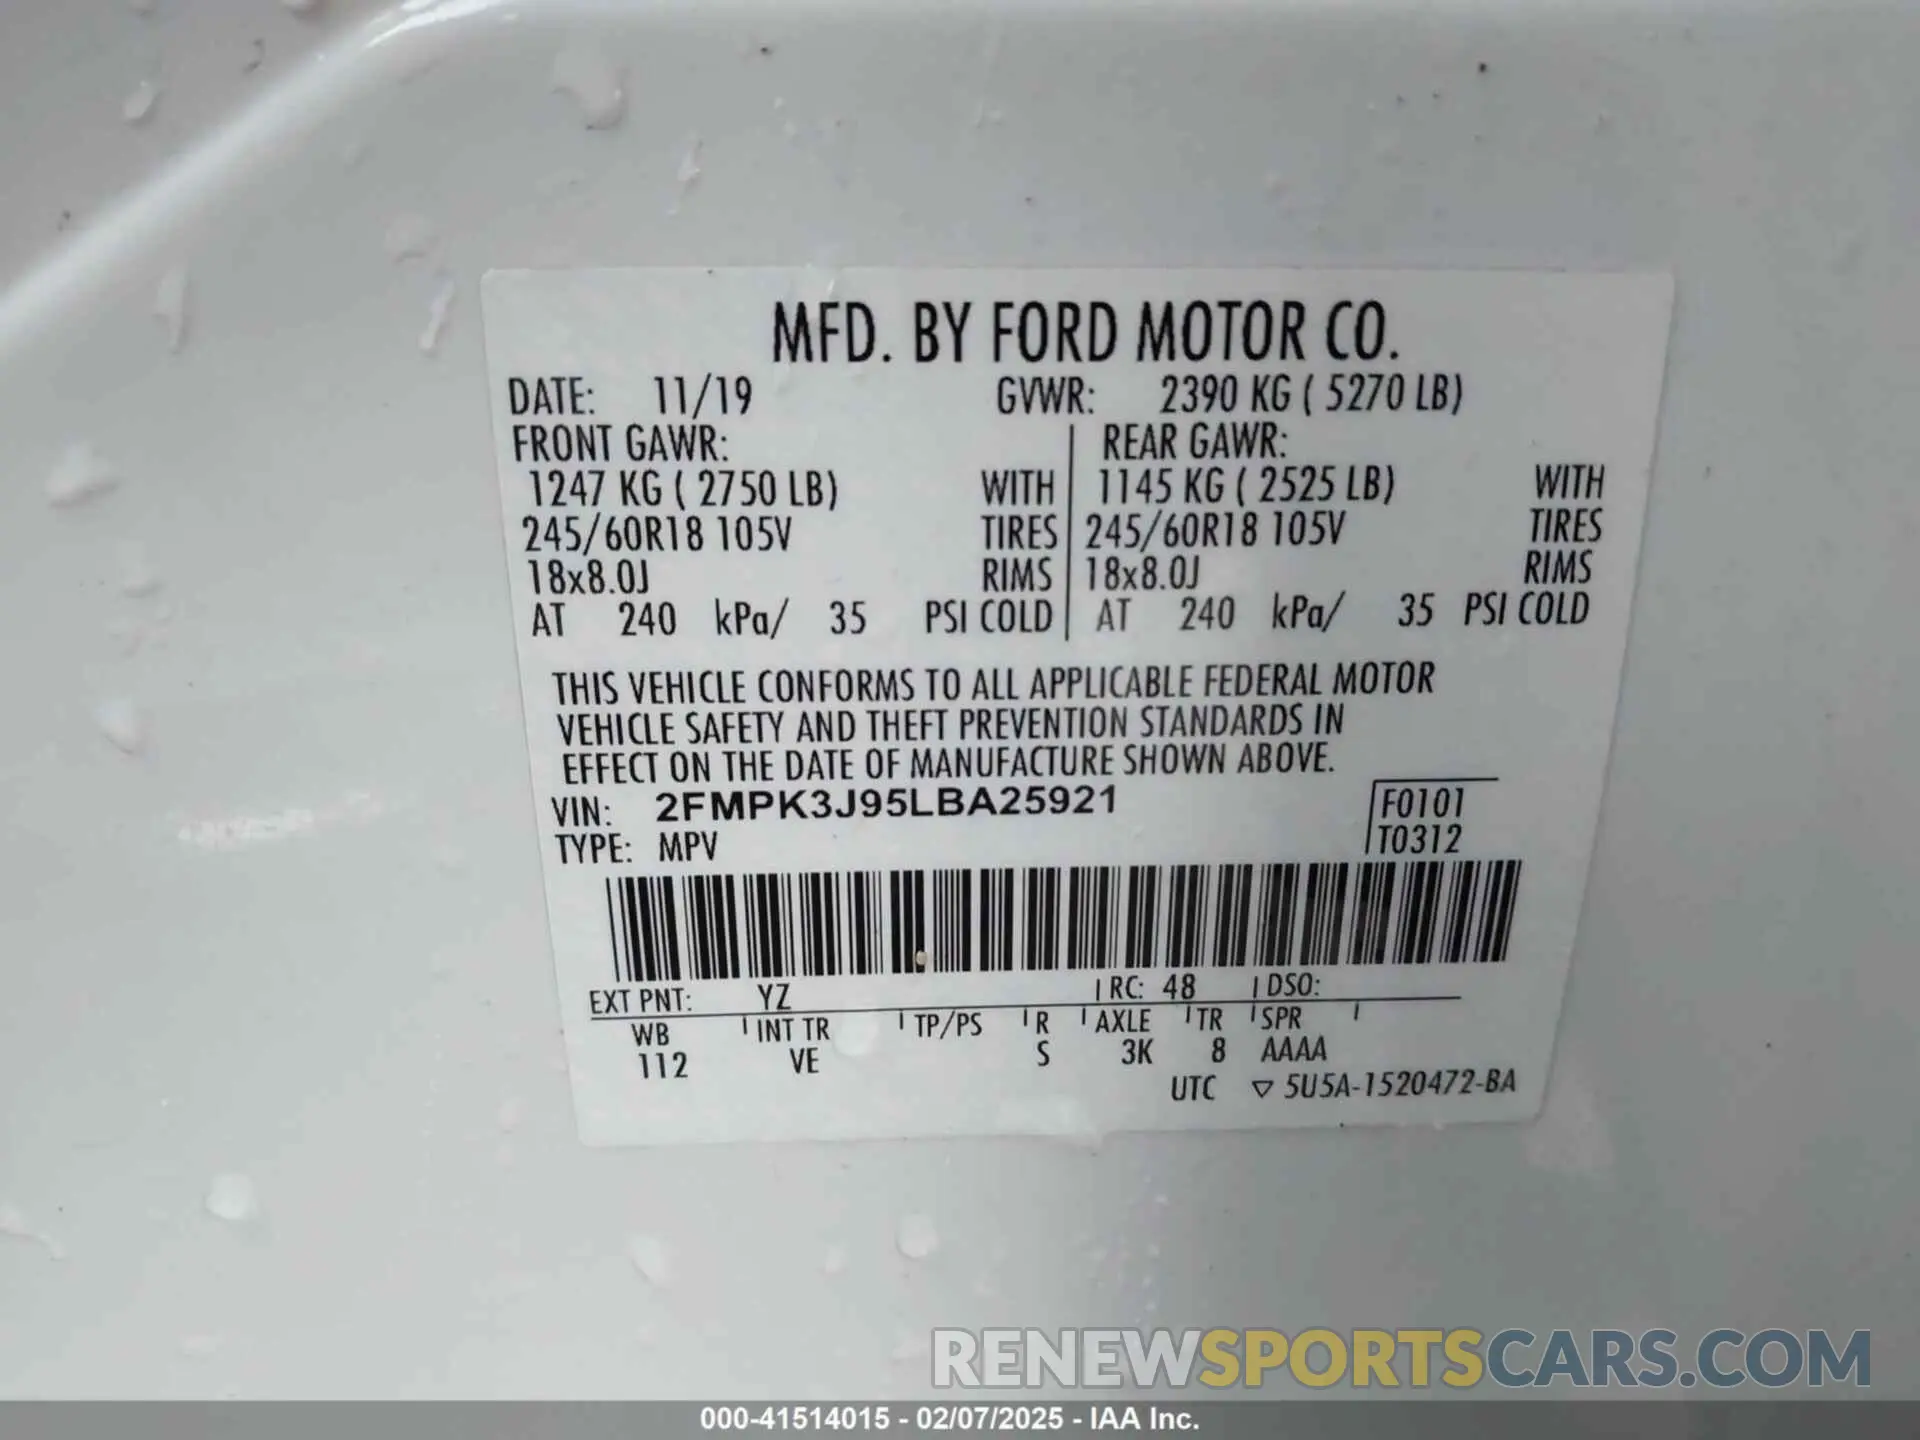 MFD. BY FORD MOTOR CO.
DATE: 11/19 GVWR: 2390 KG ( 5270 LB)
FRONT GAWR: REAR GAWR:
1247 KG ( 2750 LB) WITH 1145 KG ( 2525 LB) WITH
245/60R18 105V TIRES 245/60R18 105V TIRES
18x8.0J RIMS 18x8.0J RIMS
AT 240 kPa/ 35 PSI COLD AT 240 kPa/ 35 PSI COLD
THIS VEHICLE CONFORMS TO ALL APPLICABLE FEDERAL MOTOR
VEHICLE SAFETY AND THEFT PREVENTION STANDARDS IN
EFFECT ON THE DATE OF MANUFACTURE SHOWN ABOVE.
VIN: 2FMPK3J95LBA25921 F0101
TYPE: MPV T0312
EXT PNT: YZ RC: 48 DSO:
WB INT TR TP/PS R AXLE TR SPR
112 VE S 3K 8 AAAA
UTC ▽ 5U5A-1520472-BA
RENEWSPORTSCARS.COM
000-41514015 - 02/07/2025 - IAA Inc.